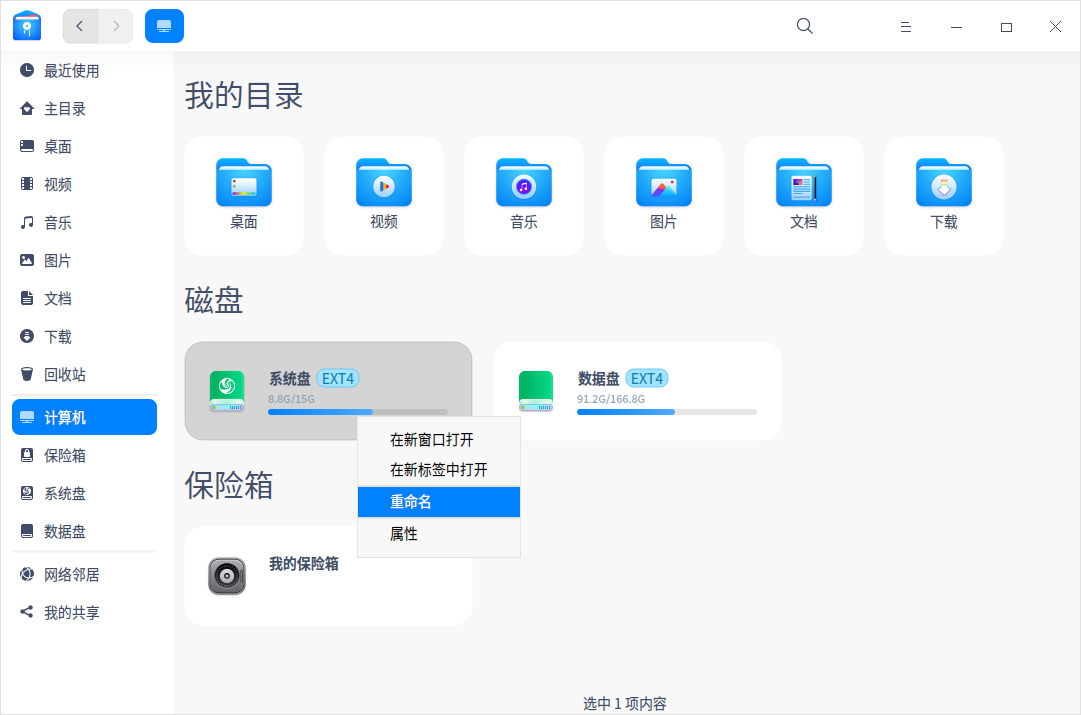 最近使用
主目录
桌面
视频
音乐
图片
文档
下载
回收站
计算机
保险箱
系统盘
数据盘
网络邻居
我的共享
我的目录
桌面
视频
音乐
图片
文档
下载
磁盘
系统盘 EXT4
8.8G/15G
数据盘 EXT4
91.2G/166.8G
在新窗口打开
在新标签中打开
重命名
属性
保险箱
我的保险箱
选中 1 项内容